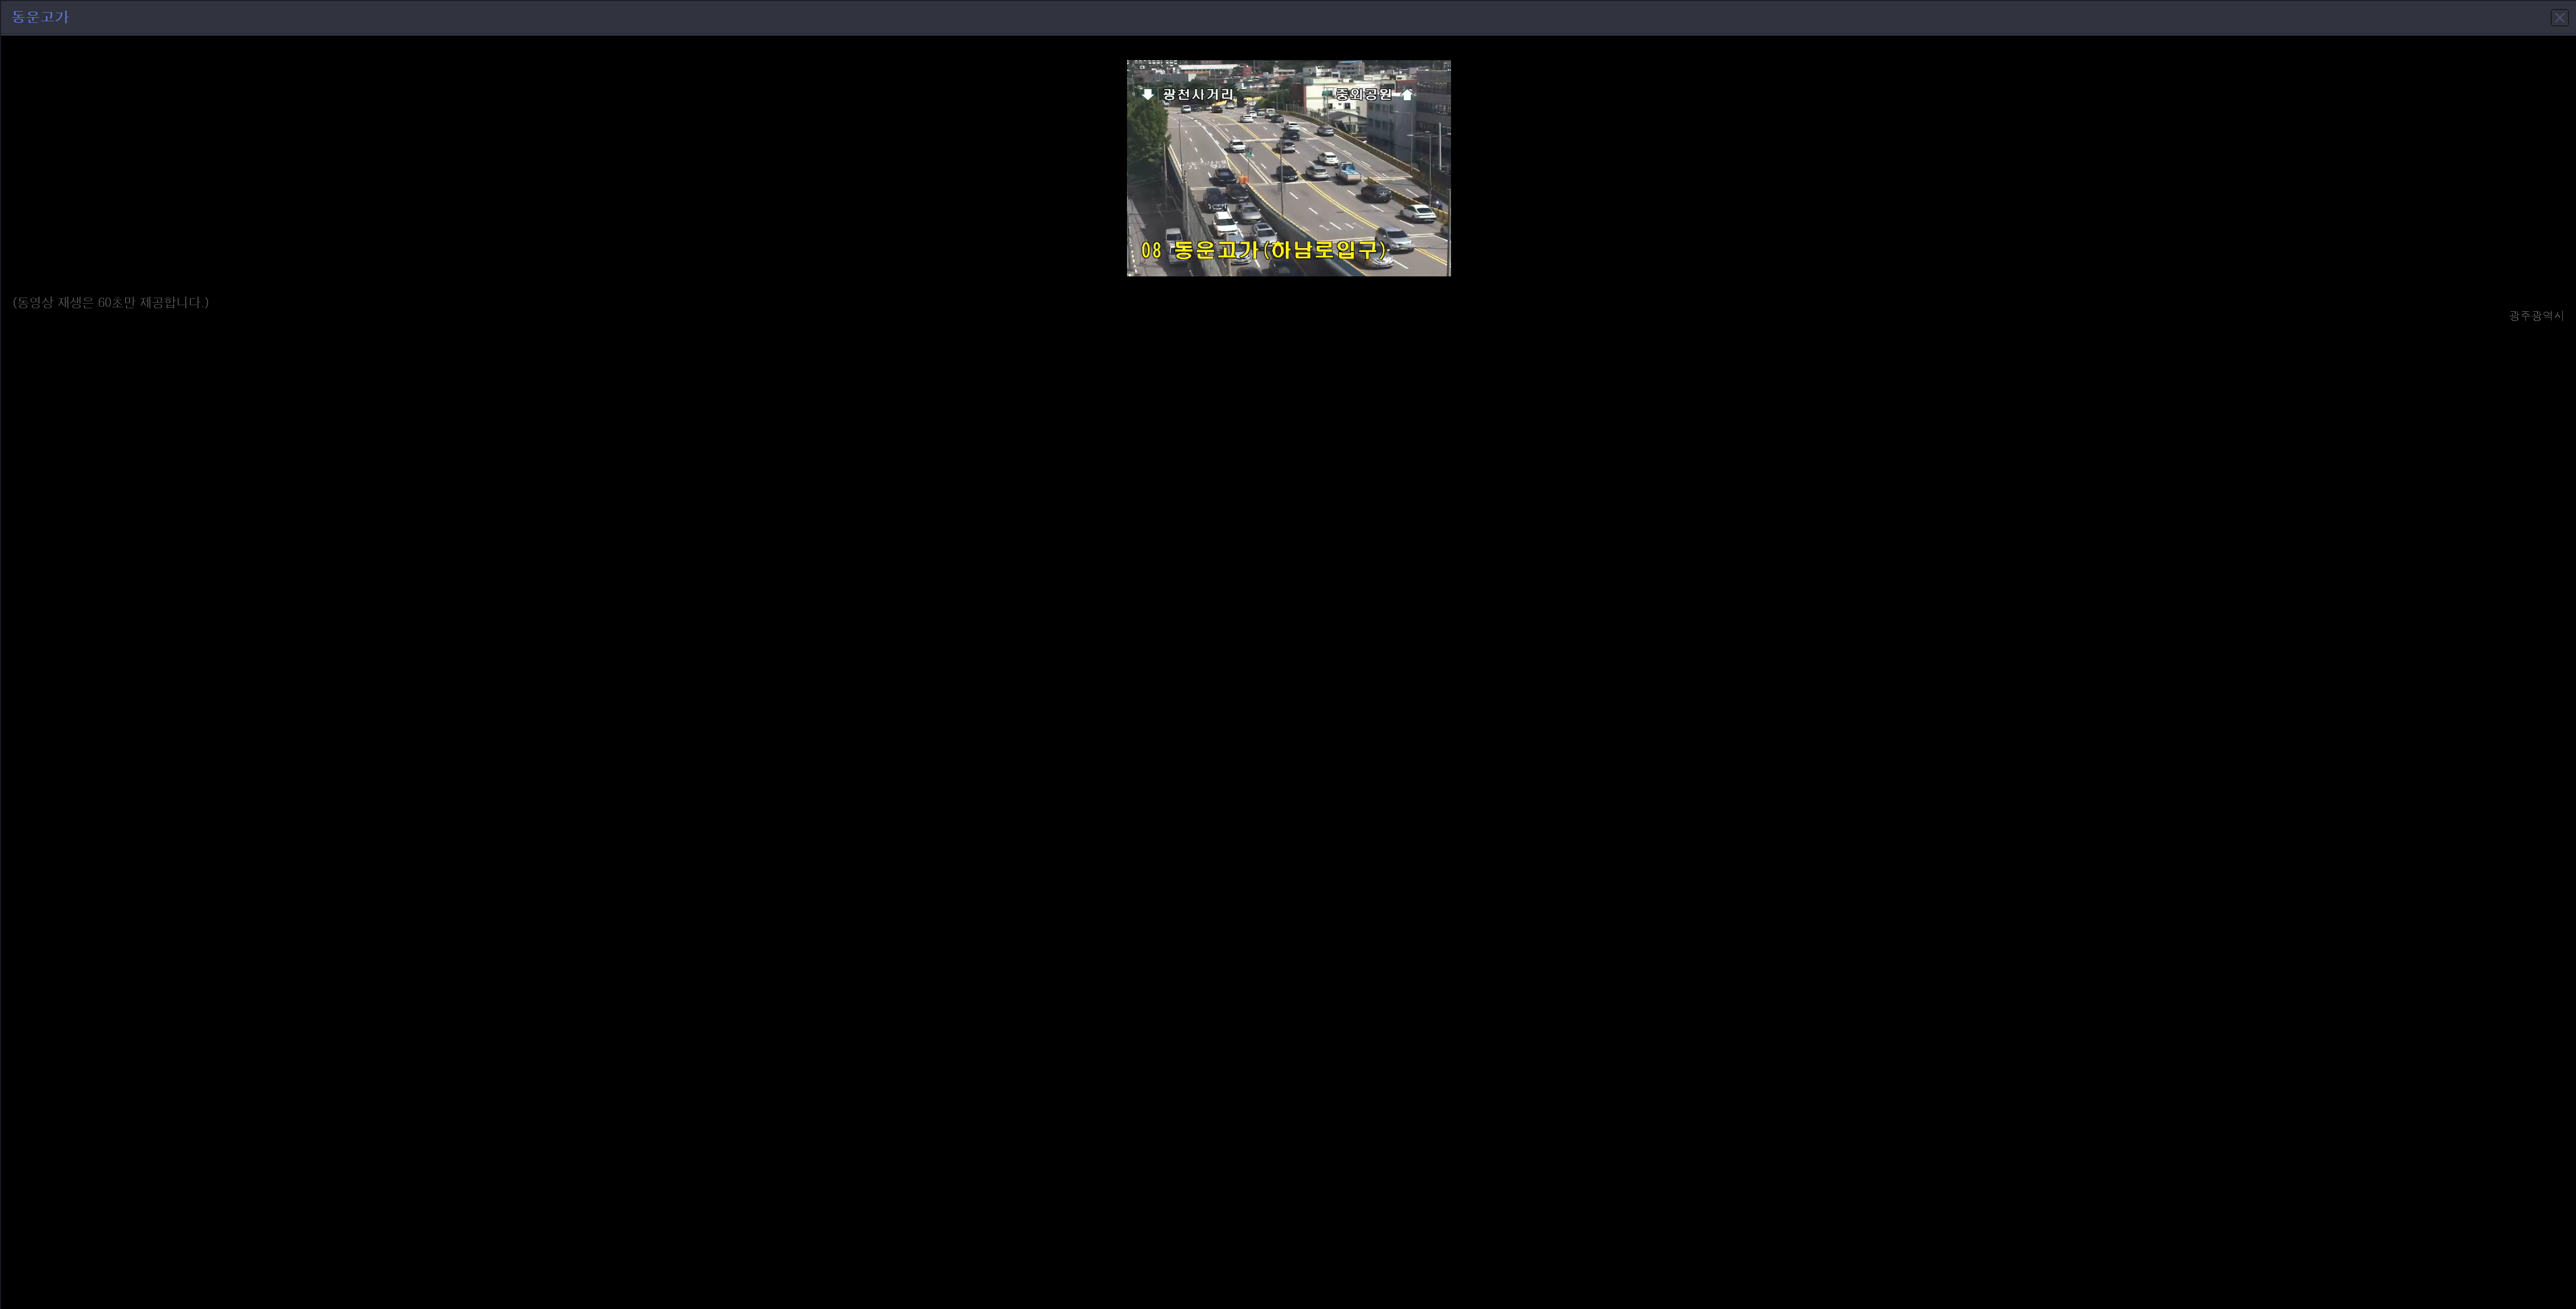 동운고가
광천사거리
중외공원
08 동운고가(하남로입구)
(동영상 재생은 60초만 제공합니다.)
광주광역시